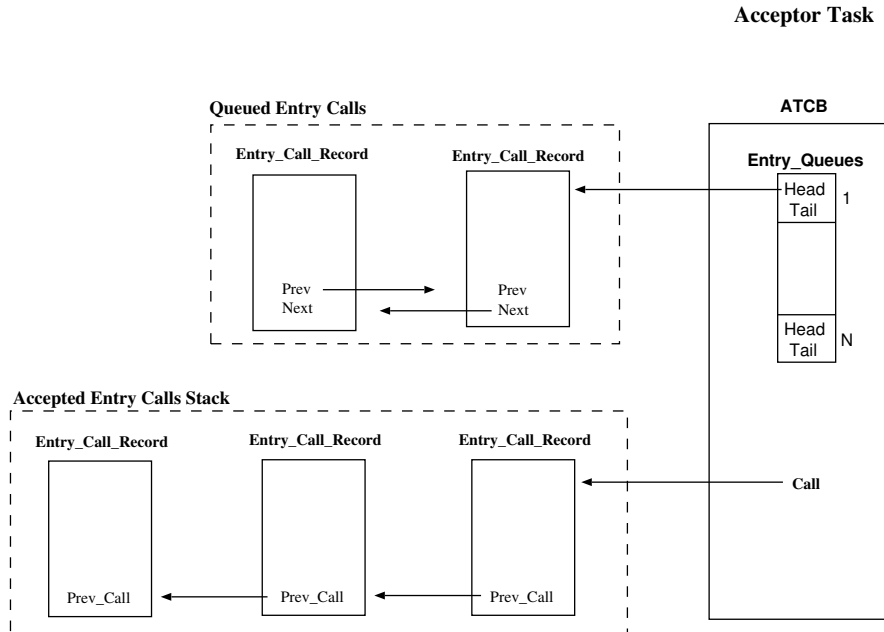 Acceptor Task
Queued Entry Calls
ATCB
Entry_Call_Record
Entry_Call_Record
Entry_Queues
Head
Tail
1
Prev
Next
Prev
Next
Head
Tail
N
Accepted Entry Calls Stack
Entry_Call_Record
Entry_Call_Record
Entry_Call_Record
Call
Prev_Call
Prev_Call
Prev_Call